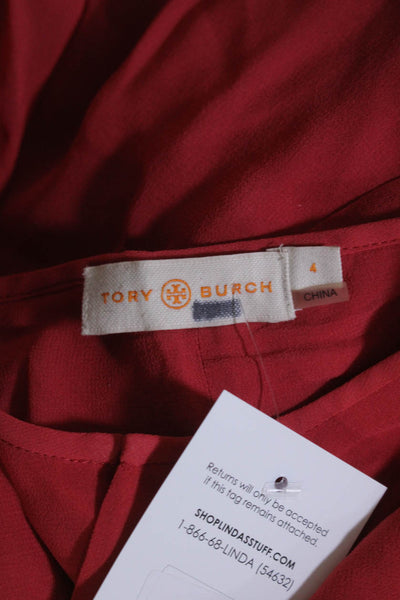 TORY BURCH
4
CHINA
Returns will only be accepted
if this tag remains attached.
SHOPLINDASSTUFF.COM
1-866-68-LINDA (54632)